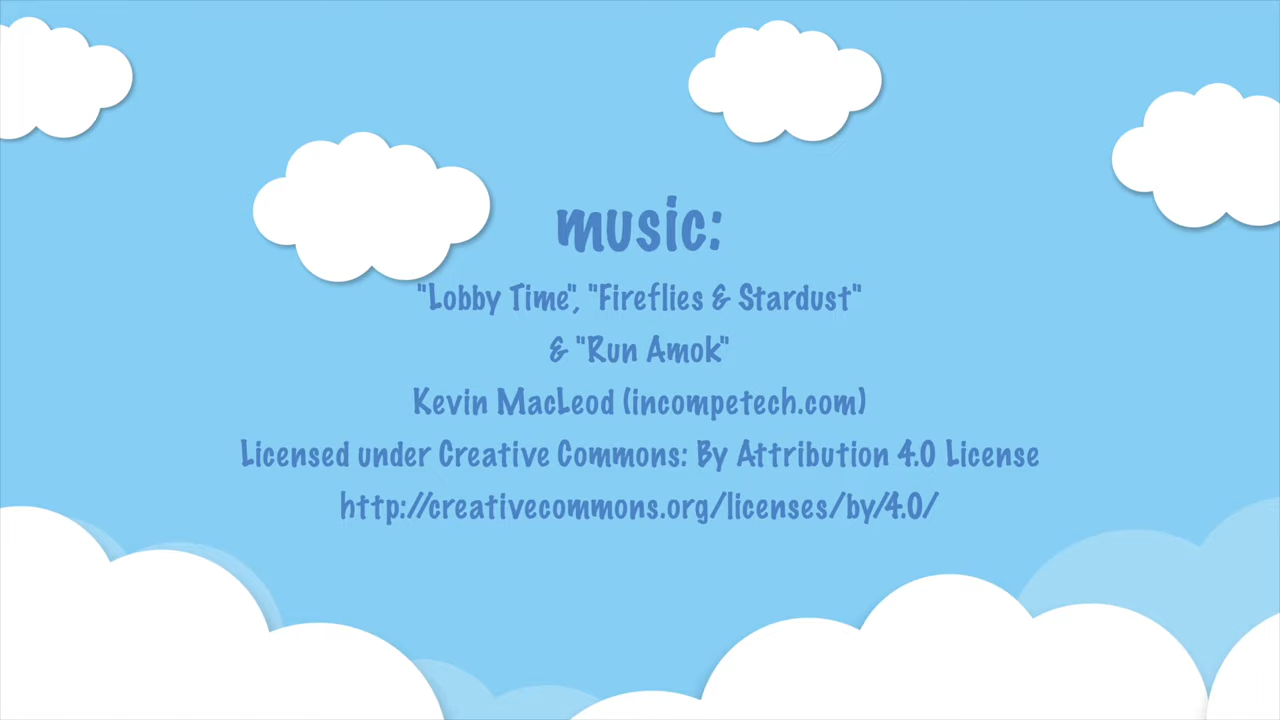 music:
"Lobby Time", "Fireflies & Stardust"
& "Run Amok"
Kevin MacLeod (incompetech.com)
Licensed under Creative Commons: By Attribution 4.0 License
http://creativecommons.org/licenses/by/4.0/